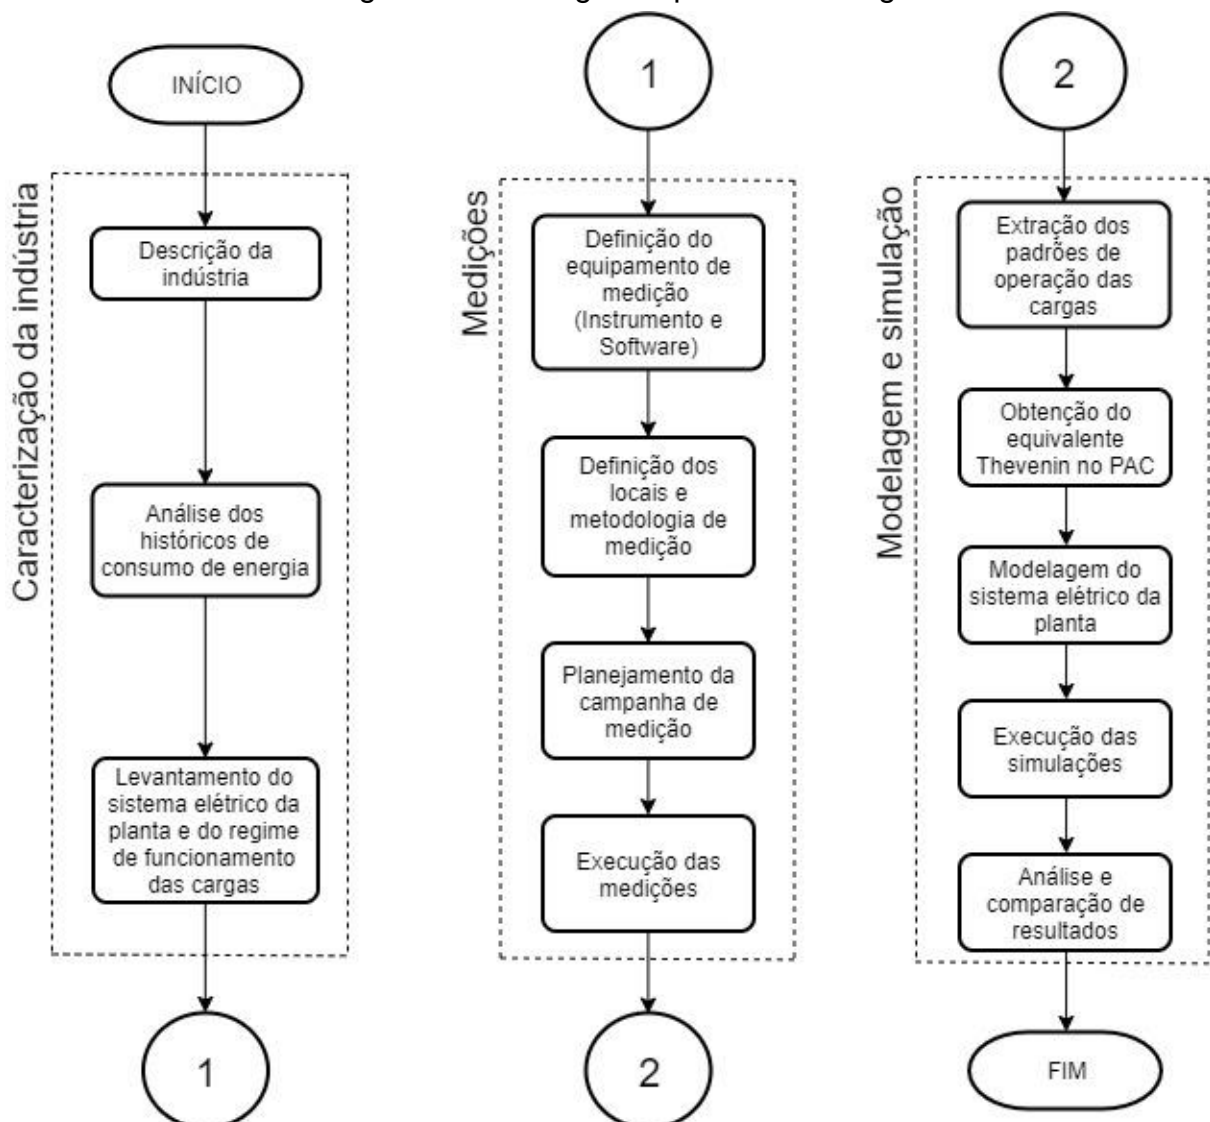 INÍCIO
Caracterização da indústria
Descrição da
indústria
Análise dos
históricos de
consumo de energia
Levantamento do
sistema elétrico da
planta e do regime
de funcionamento
das cargas
1
1
Medições
Definição do
equipamento de
medição
(Instrumento e
Software)
Definição dos
locais e
metodologia de
medição
Planejamento da
campanha de
medição
Execução das
medições
2
2
Modelagem e simulação
Extração dos
padrões de
operação das
cargas
Obtenção do
equivalente
Thevenin no PAC
Modelagem do
sistema elétrico da
planta
Execução das
simulações
Análise e
comparação de
resultados
FIM